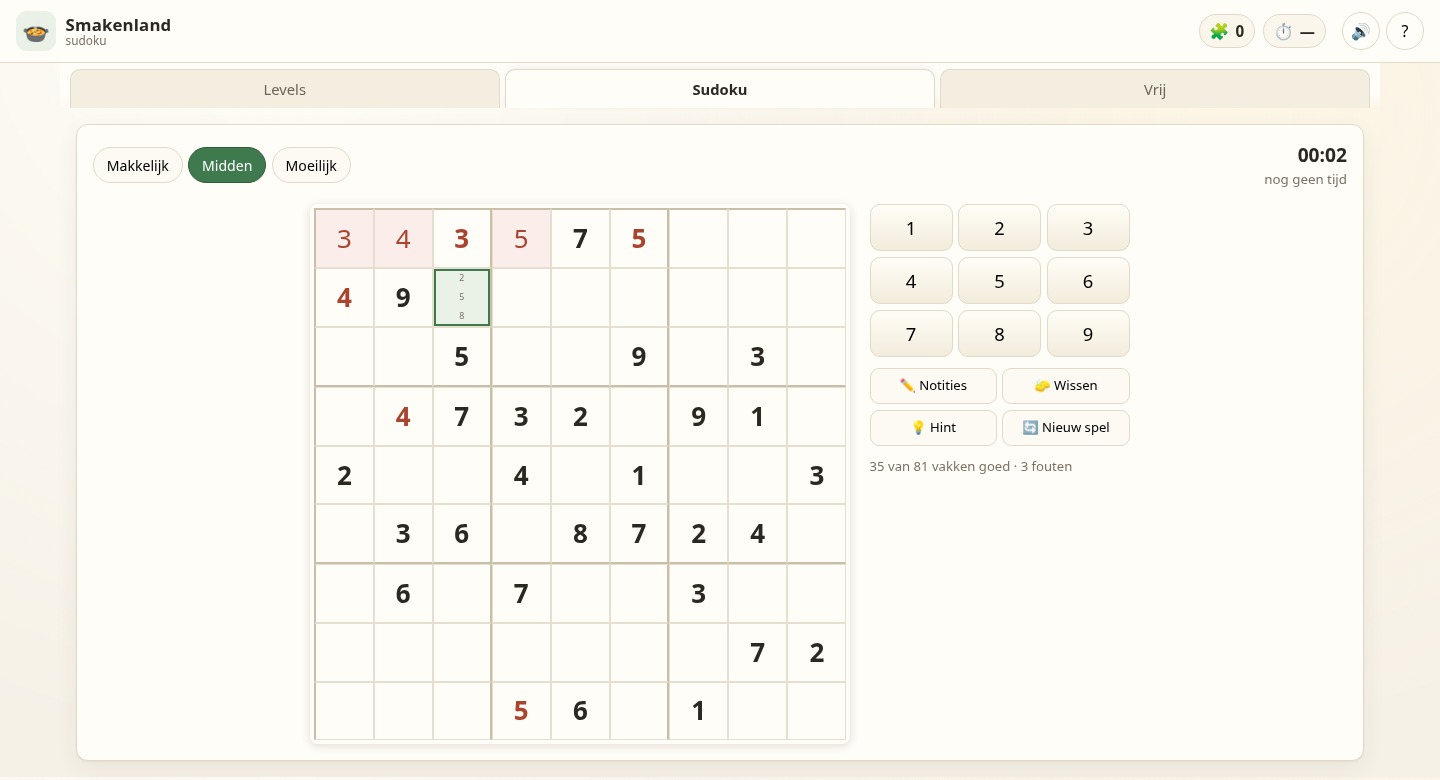 Smakenland
sudoku
0
—
?
Levels
Sudoku
Vrij
Makkelijk
Midden
Moeilijk
00:02
nog geen tijd
3 4 3 5 7 5
4 9
2
5
8
5 9 3
4 7 3 2 9 1
2 4 1 3
3 6 8 7 2 4
6 7 3
7 2
5 6 1
1 2 3
4 5 6
7 8 9
Notities
Wissen
Hint
Nieuw spel
35 van 81 vakken goed · 3 fouten